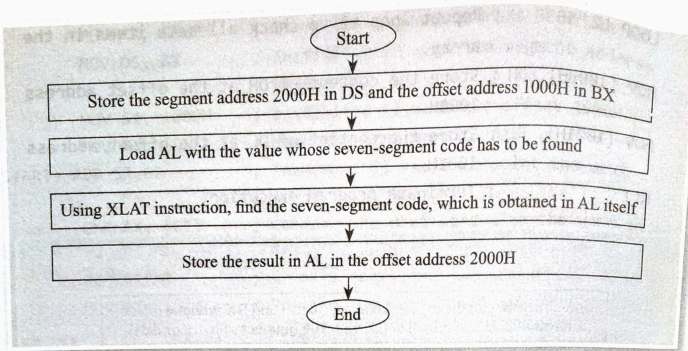 Start
Store the segment address 2000H in DS and the offset address 1000H in BX
Load AL with the value whose seven-segment code has to be found
Using XLAT instruction, find the seven-segment code, which is obtained in AL itself
Store the result in AL in the offset address 2000H
End